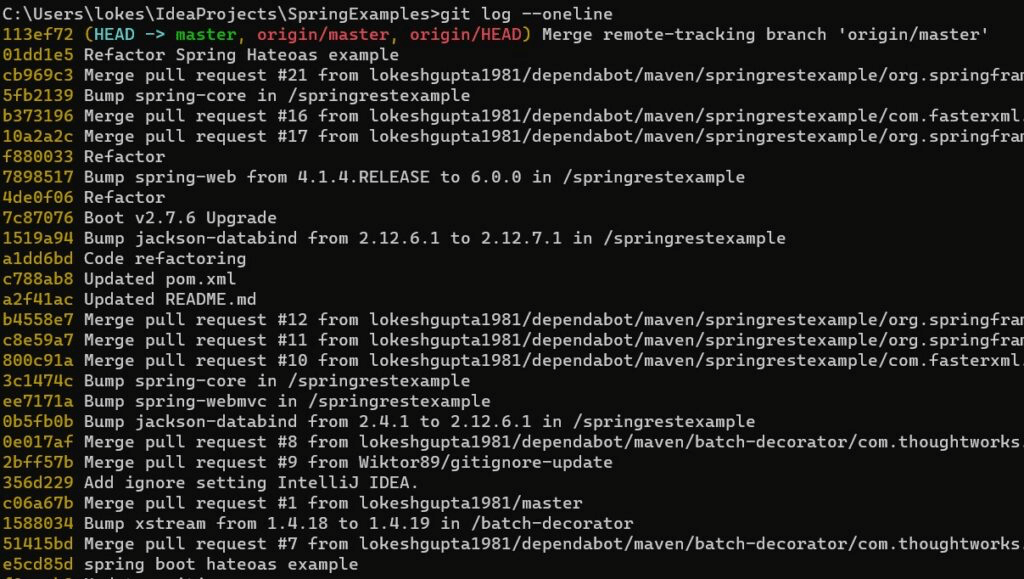 C:\Users\lokes\IdeaProjects\SpringExamples>git log --oneline
113ef72 (HEAD -> master, origin/master, origin/HEAD) Merge remote-tracking branch 'origin/master'
01dd1e5 Refactor Spring Hateoas example
cb969c3 Merge pull request #21 from lokeshgupta1981/dependabot/maven/springrestexample/org.springfram
5fb2139 Bump spring-core in /springrestexample
b373196 Merge pull request #16 from lokeshgupta1981/dependabot/maven/springrestexample/com.fasterxml.
10a2a2c Merge pull request #17 from lokeshgupta1981/dependabot/maven/springrestexample/org.springfram
f880033 Refactor
7898517 Bump spring-web from 4.1.4.RELEASE to 6.0.0 in /springrestexample
4de0f06 Refactor
7c87076 Boot v2.7.6 Upgrade
1519a94 Bump jackson-databind from 2.12.6.1 to 2.12.7.1 in /springrestexample
a1dd6bd Code refactoring
c788ab8 Updated pom.xml
a2f41ac Updated README.md
b4558e7 Merge pull request #12 from lokeshgupta1981/dependabot/maven/springrestexample/org.springfram
c8e59a7 Merge pull request #11 from lokeshgupta1981/dependabot/maven/springrestexample/org.springfram
800c91a Merge pull request #10 from lokeshgupta1981/dependabot/maven/springrestexample/com.fasterxml.
3c1474c Bump spring-core in /springrestexample
ee7171a Bump spring-webmvc in /springrestexample
0b5fb0b Bump jackson-databind from 2.4.1 to 2.12.6.1 in /springrestexample
0e017af Merge pull request #8 from lokeshgupta1981/dependabot/maven/batch-decorator/com.thoughtworks.
2bff57b Merge pull request #9 from Wiktor89/gitignore-update
356d229 Add ignore setting IntelliJ IDEA.
c06a67b Merge pull request #1 from lokeshgupta1981/master
1588034 Bump xstream from 1.4.18 to 1.4.19 in /batch-decorator
51415bd Merge pull request #7 from lokeshgupta1981/dependabot/maven/batch-decorator/com.thoughtworks.
e5cd85d spring boot hateoas example